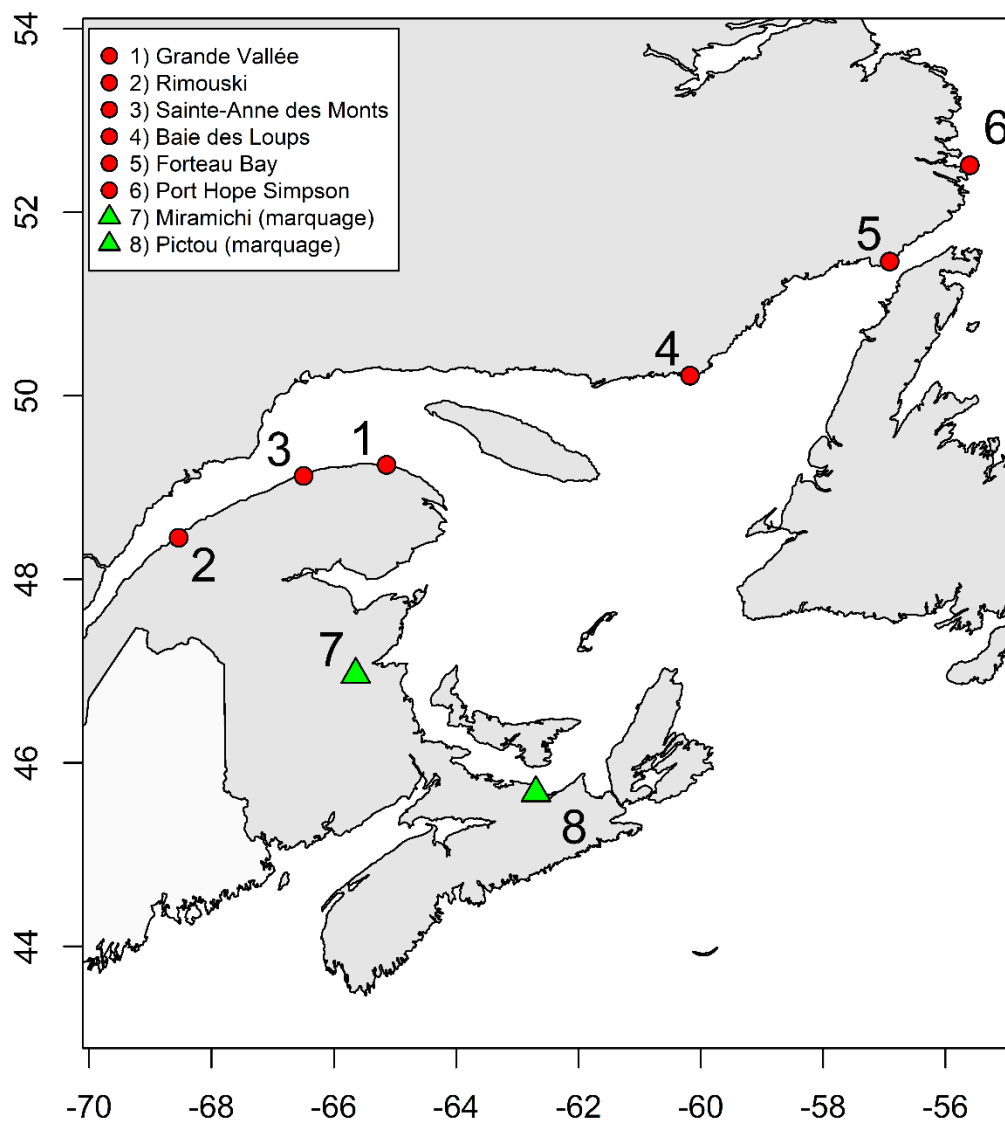 54
1) Grande Vallée
2) Rimouski
3) Sainte-Anne des Monts
4) Baie des Loups
5) Forteau Bay
6) Port Hope Simpson
7) Miramichi (marquage)
8) Pictou (marquage)
6
52
5
4
50
1
3
2
48
7
46
8
44
-70 -68 -66 -64 -62 -60 -58 -56